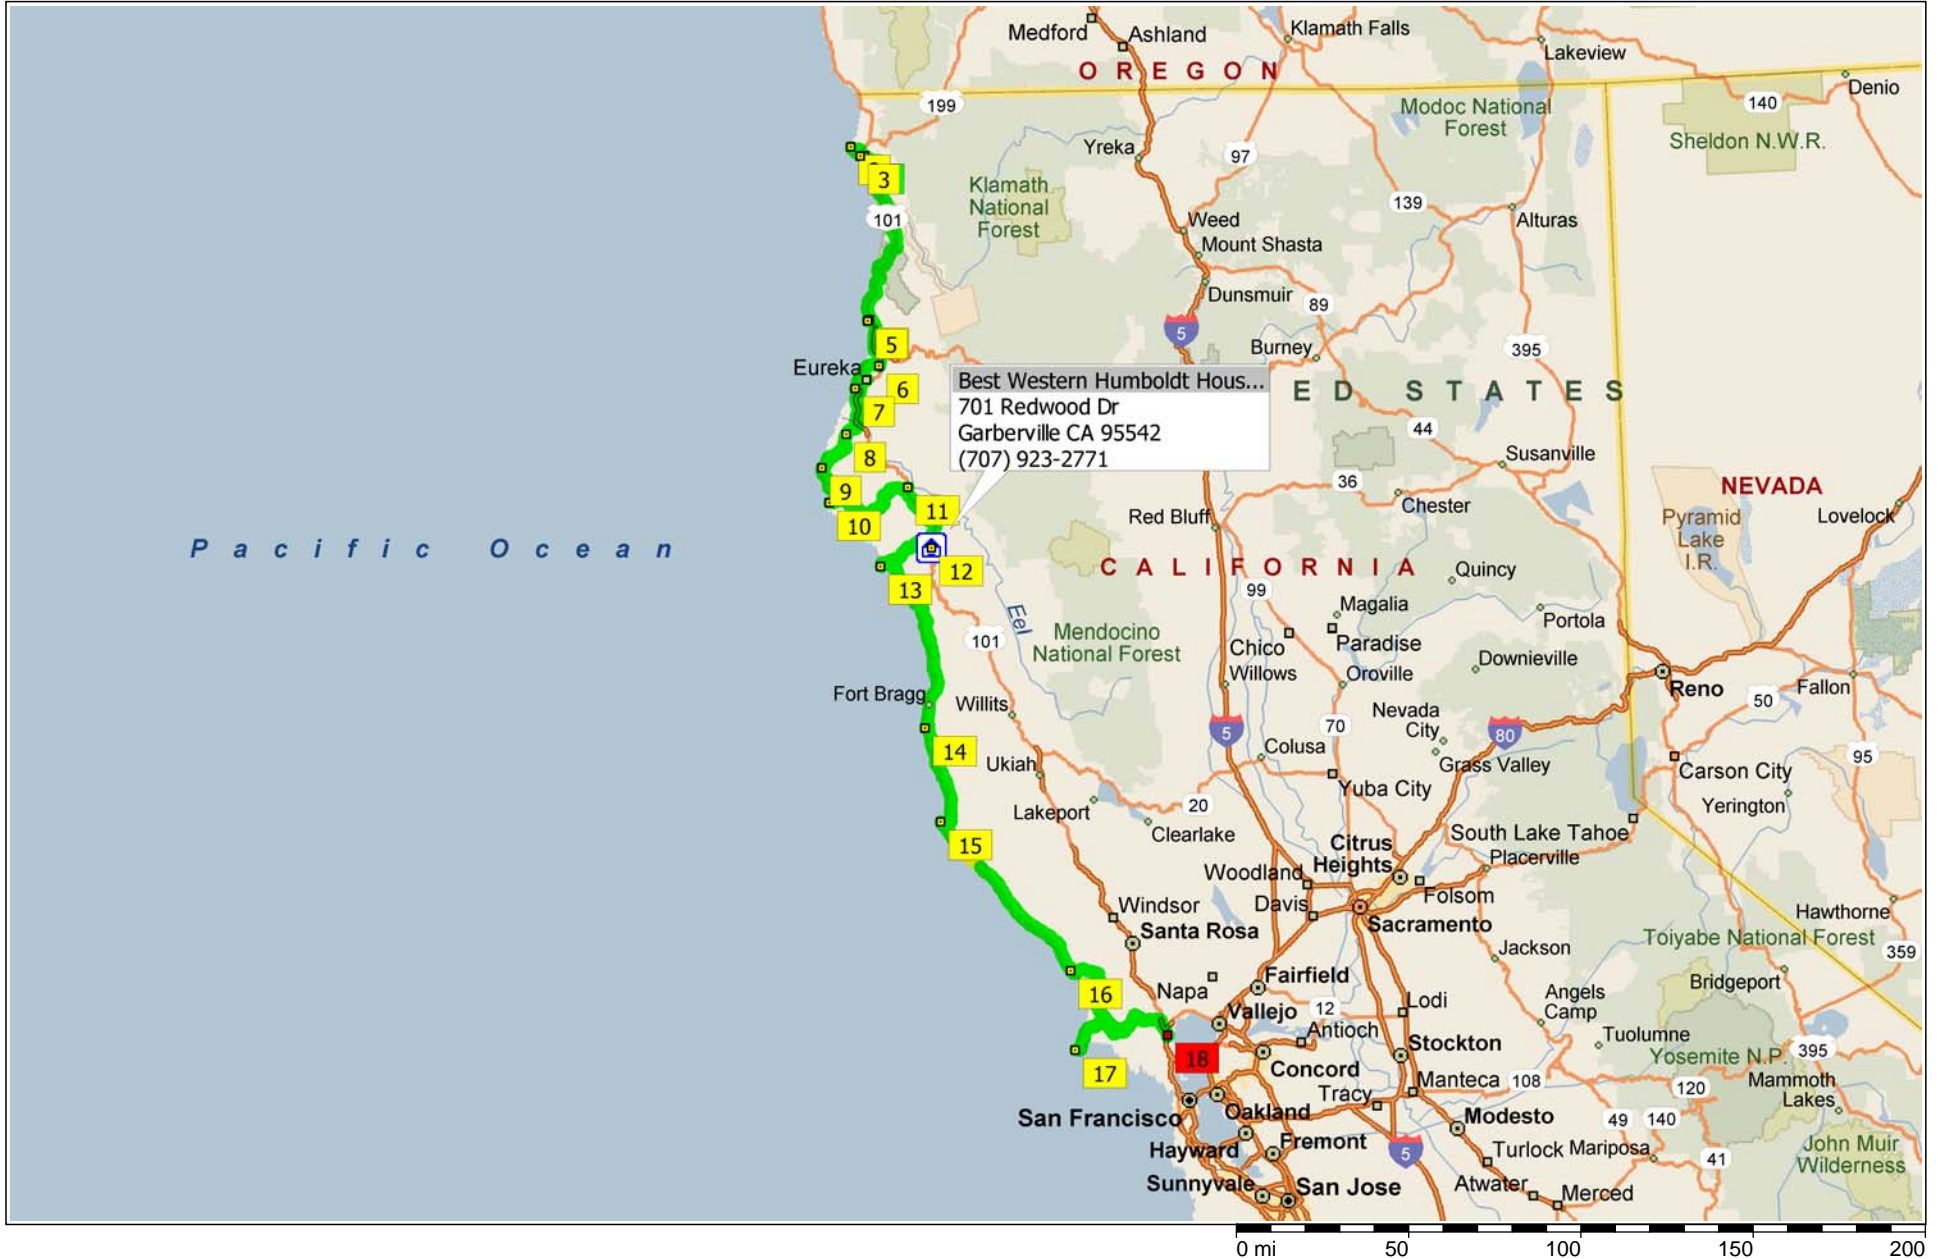 Medford
Ashland
Klamath Falls
Lakeview
OREGON
Denio
199
140
Modoc National
Forest
Sheldon N.W.R.
Yreka
97
3
Klamath
National
Forest
139
101
Weed
Alturas
Mount Shasta
Dunsmuir
89
5
5
Burney
395
Eureka
6
Best Western Humboldt Hous...
701 Redwood Dr
Garberville CA 95542
(707) 923-2771
ED STATES
7
44
8
Susanville
36
NEVADA
9
Chester
11
Red Bluff
Pyramid
Lake
I.R.
Lovelock
10
Pacific Ocean
12
CALIFORNIA
Quincy
13
99
Magalia
Eel
Portola
101
Mendocino
National Forest
Chico
Paradise
Downieville
Willows
Oroville
Reno
Fallon
Fort Bragg
Willits
50
Nevada
City
70
5
80
14
Colusa
Grass Valley
95
Ukiah
Carson City
Yuba City
Yerington
Lakeport
20
Clearlake
South Lake Tahoe
15
Citrus
Heights
Placerville
Woodland
Folsom
Windsor
Davis
Hawthorne
Santa Rosa
Sacramento
Toiyabe National Forest
Jackson
359
Fairfield
Bridgeport
16
Napa
Angels
Camp
Lodi
Vallejo
12
Antioch
Tuolumne
Stockton
Yosemite N.P.
395
18
17
Concord
Manteca
108
120
Mammoth
Lakes
Tracy
San Francisco
Oakland
Modesto
49
140
Hayward
Fremont
5
Turlock
Mariposa
41
John Muir
Wilderness
Sunnyvale
San Jose
Atwater
Merced
0 mi 50 100 150 200